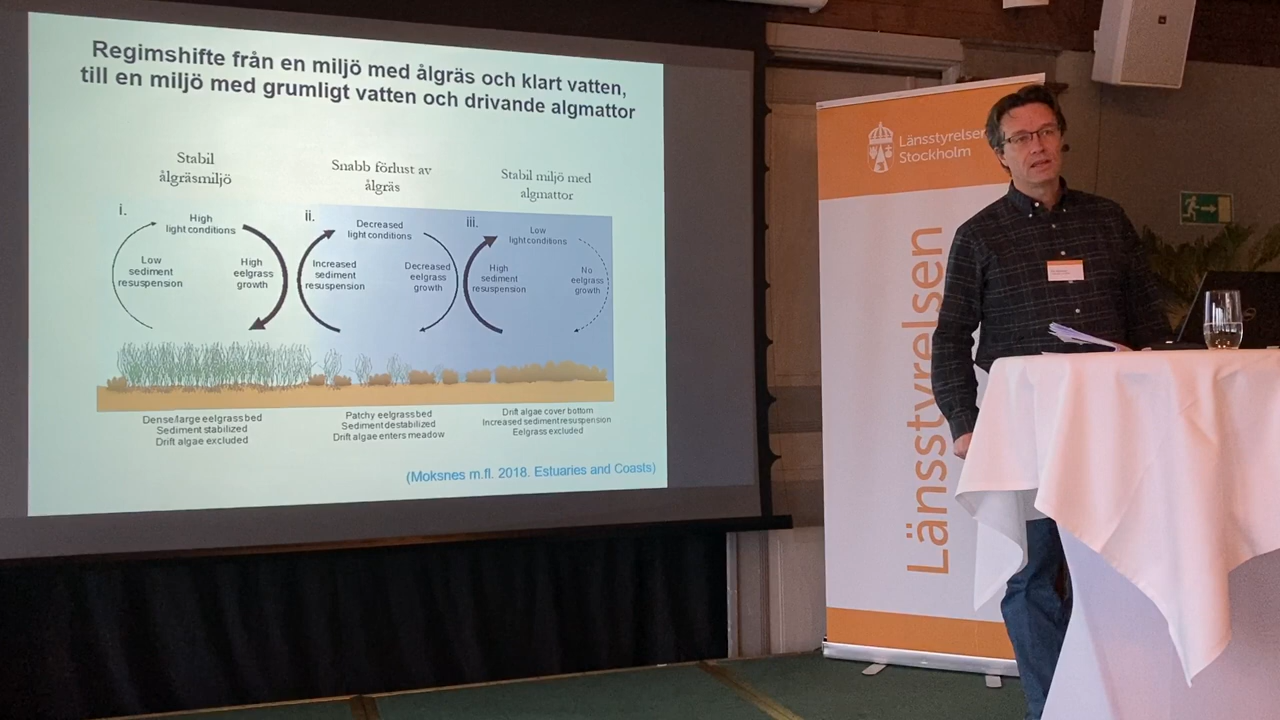 Regimshifte från en miljö med ålgräs och klart vatten,
till en miljö med grumligt vatten och drivande algmattor
Stabil
ålgräsmiljö
Snabb förlust av
ålgräs
Stabil miljö med
algmattor
i.
High
light conditions
Low
sediment
resuspension
High
eelgrass
growth
ii.
Decreased
light conditions
Increased
sediment
resuspension
Decreased
eelgrass
growth
iii.
Low
light conditions
High
sediment
resuspension
No
eelgrass
growth
Dense/large eelgrass bed
Sediment stabilized
Drift algae excluded
Patchy eelgrass bed
Sediment destabilized
Drift algae enters meadow
Drift algae cover bottom
Increased sediment resuspension
Eelgrass excluded
(Moksnes m.fl. 2018. Estuaries and Coasts)
Länsstyrelsen
Stockholm
Länsstyrelsen